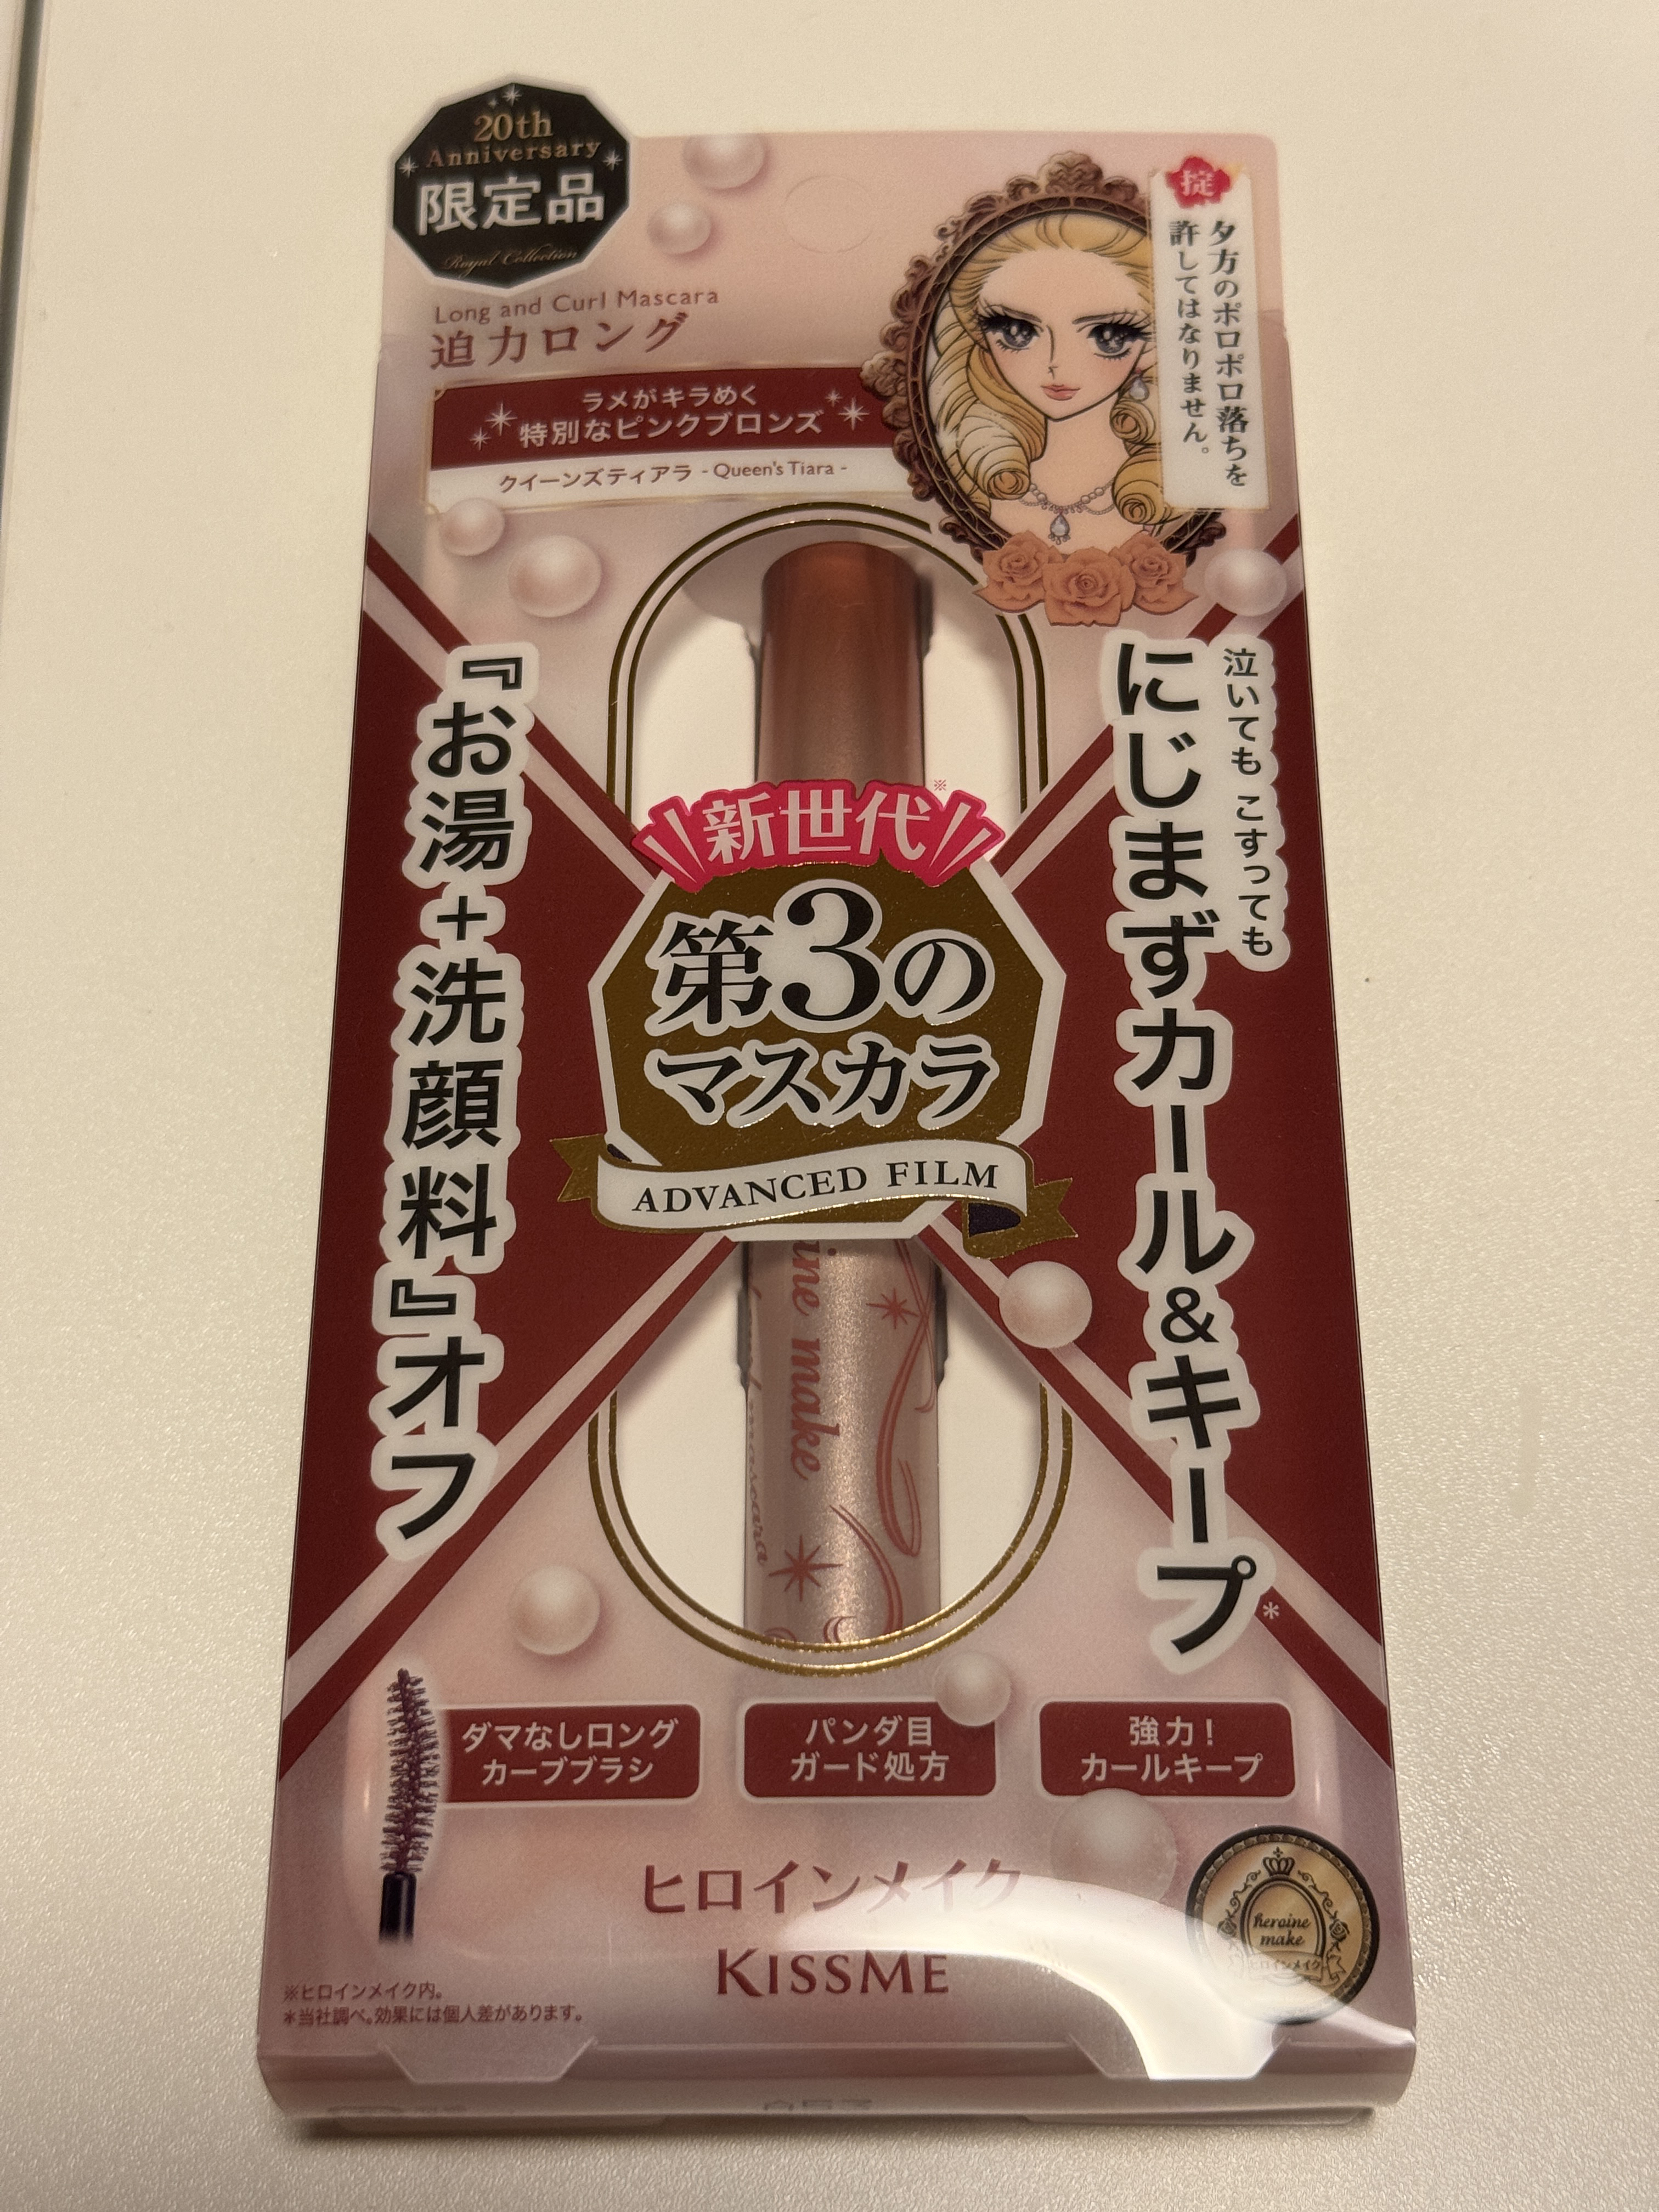 20th
Anniversary
限定品
Royal Collection
Long and Curl Mascara
迫力ロング
ラメがキラめく
特別なピンクブロンズ
クイーンズティアラ - Queen's Tiara -
掟
夕方のポロポロ落ちを
許してはなりません。
泣いても こすっても
にじまずカール&キープ*
『お湯+洗顔料』オフ
新世代※
第3の
マスカラ
ADVANCED FILM
ine make
mascara
ダマなしロング
カーブブラシ
パンダ目
ガード処方
強力!
カールキープ
ヒロインメイク
KISSME
heroine
make
ヒロインメイク
※ヒロインメイク内。
*当社調べ。効果には個人差があります。